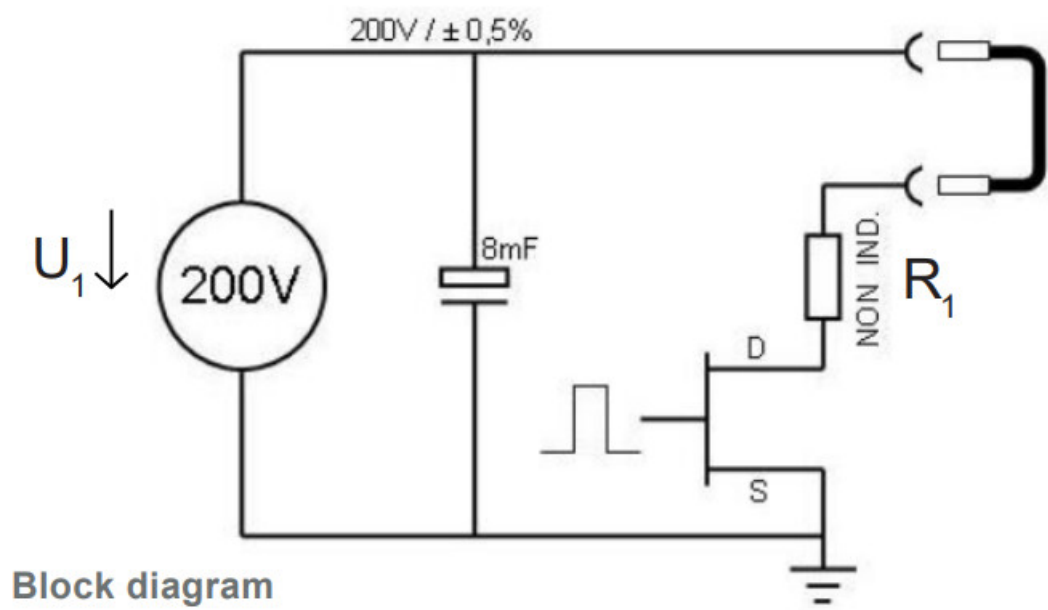 200V / ± 0,5%
U1
200V
8mF
NON IND.
R1
D
S
Block diagram